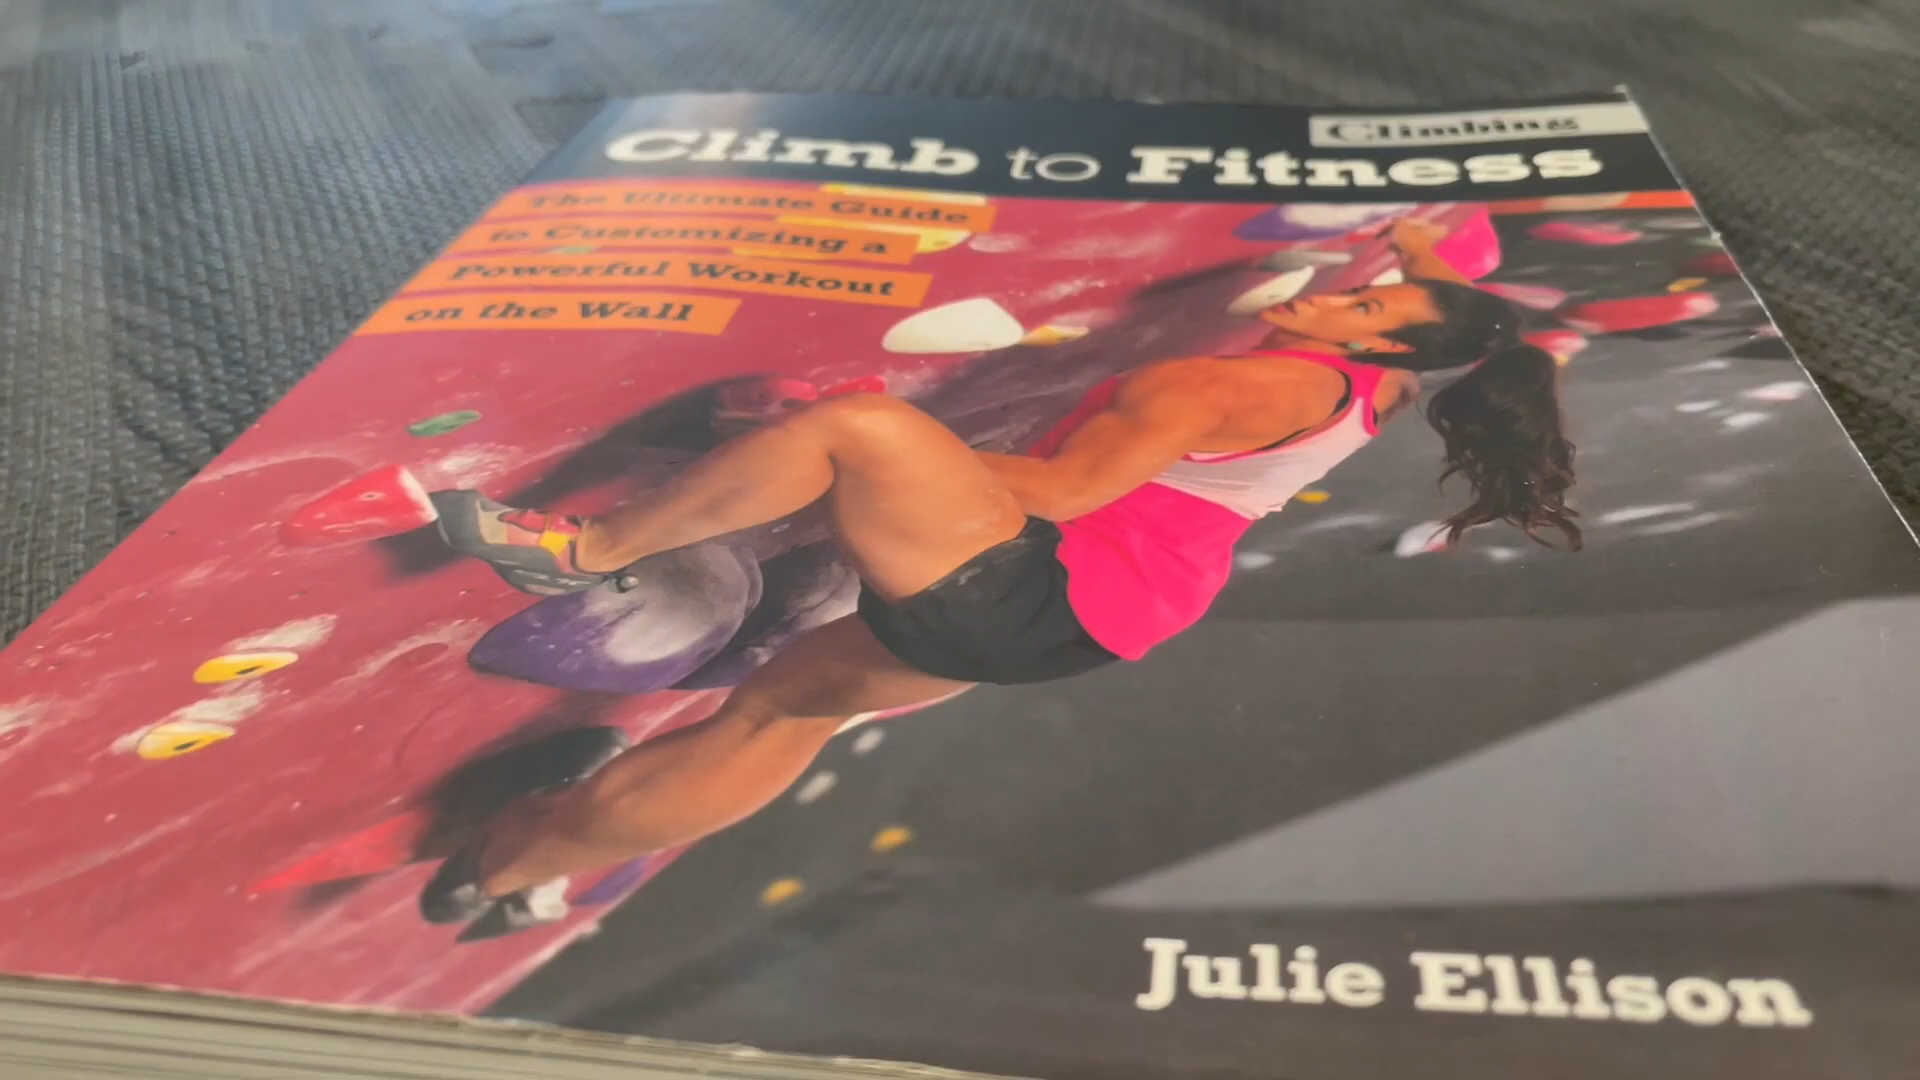 Climbing
Climb to Fitness
The Ultimate Guide
to Customizing a
Powerful Workout
on the Wall
Julie Ellison